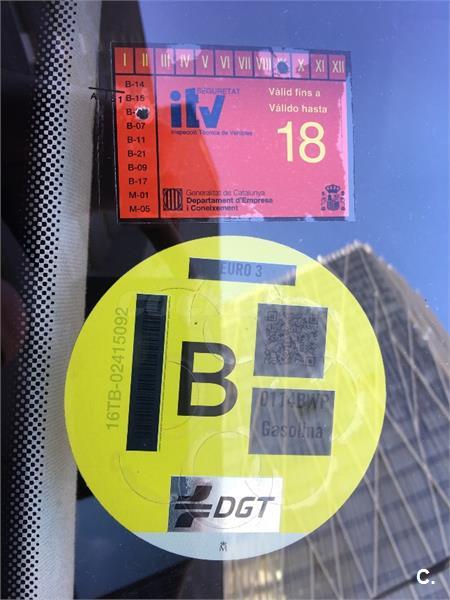 I II III IV V VI VII VIII X XI XII
B-14
B-15
B-07
B-11
B-21
B-09
B-17
M-01
M-05
SEGURETAT
itv
Inspecció Tècnica de Vehicles
Vàlid fins a
Válido hasta
18
Generalitat de Catalunya
Departament d'Empresa
i Coneixement
EURO 3
16TB-02415092
B
0114BWP
Gasolina
DGT
M
C.